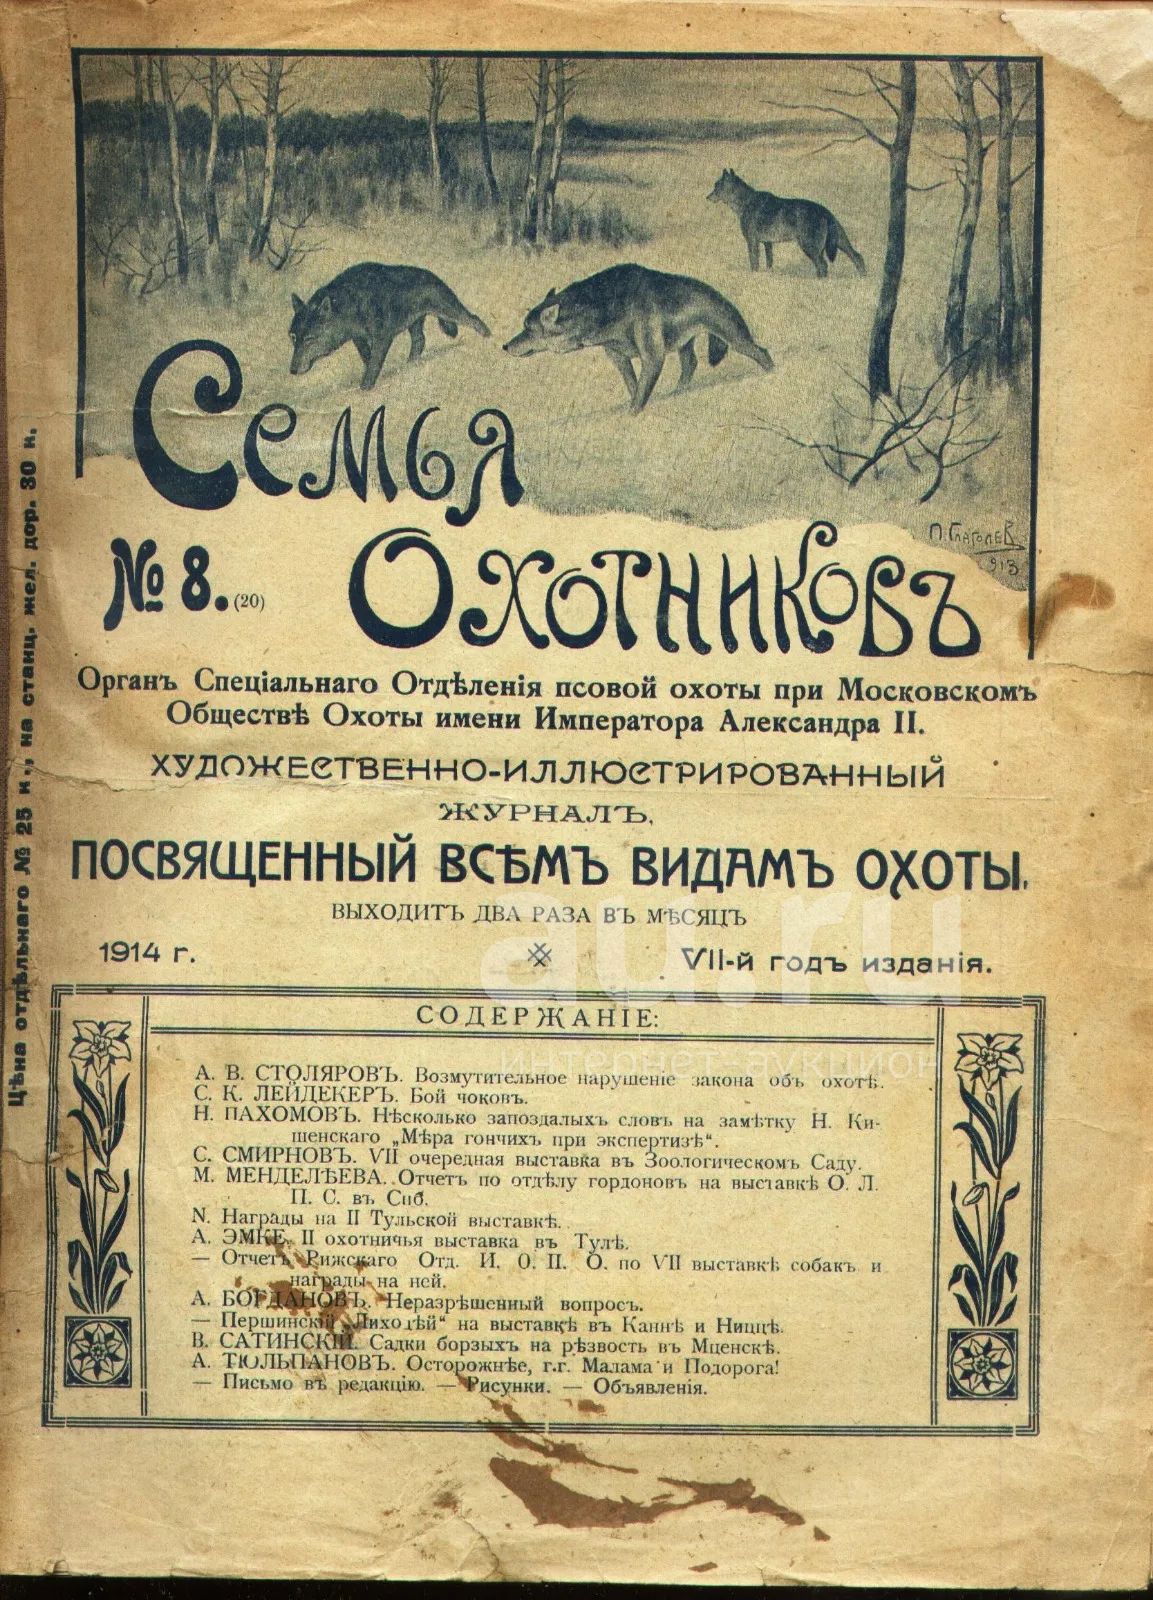 Семья
Охотниковъ
№ 8. (20)
П. Глаголевъ
913
Органъ Спеціальнаго Отдѣленія псовой охоты при Московскомъ
Обществѣ Охоты имени Императора Александра II.
ХУДОЖЕСТВЕННО-ИЛЛЮСТРИРОВАННЫЙ
ЖУРНАЛЪ,
ПОСВЯЩЕННЫЙ ВСѢМЪ ВИДАМЪ ОХОТЫ.
ВЫХОДИТЪ ДВА РАЗА ВЪ МѢСЯЦЪ
1914 г.
VII-й годъ изданія.
Цѣна отдѣльнаго № 25 к., на станц. жел. дор. 30 к.
СОДЕРЖАНІЕ:
А. В. СТОЛЯРОВЪ. Возмутительное нарушеніе закона объ охотѣ.
С. К. ЛЕЙДЕКЕРЪ. Бой чоковъ.
Н. ПАХОМОВЪ. Нѣсколько запоздалыхъ словъ на замѣтку Н. Ки-
шенскаго „Мѣра гончихъ при экспертизѣ“.
С. СМИРНОВЪ. VII очередная выставка въ Зоологическомъ Саду.
М. МЕНДЕЛѢЕВА. Отчетъ по отдѣлу гордоновъ на выставкѣ О. Л.
П. С. въ Спб.
N. Награды на II Тульской выставкѣ.
А. ЭМКЕ. II охотничья выставка въ Тулѣ.
— Отчетъ Рижскаго Отд. И. О. П. О. по VII выставкѣ собакъ и
награды на ней.
А. БОГДАНОВЪ. Неразрѣшенный вопросъ.
— Першинскій „Лиходѣй“ на выставкѣ въ Каннѣ и Ниццѣ.
В. САТИНСКІЙ. Садки борзыхъ на рѣзвость въ Мценскѣ.
А. ТЮЛЬПАНОВЪ. Осторожнѣе, г.г. Малама и Подорога!
— Письмо въ редакцію. — Рисунки. — Объявленія.
au.ru
интернет аукцион